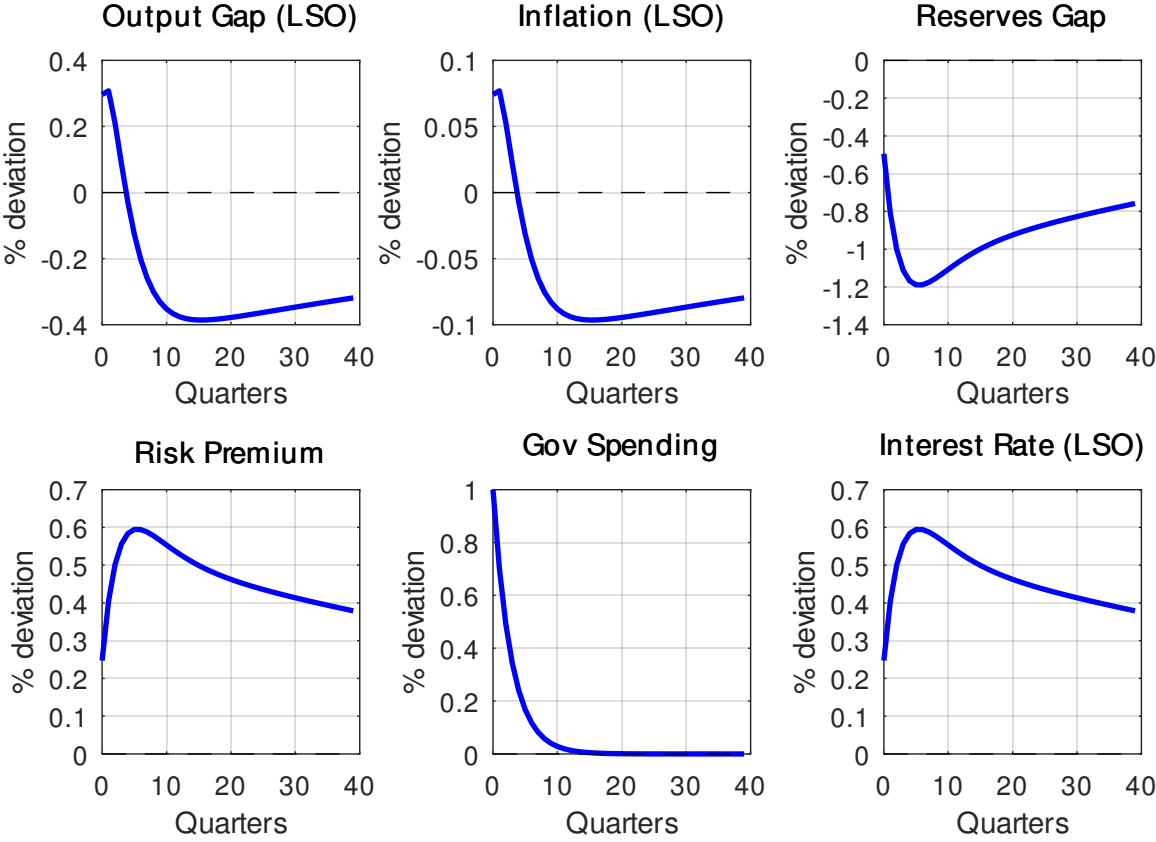 Output Gap (LSO)
Inflation (LSO)
Reserves Gap
% deviation
0.4
0.2
0
-0.2
-0.4
0 10 20 30 40
Quarters
% deviation
0.1
0.05
0
-0.05
-0.1
0 10 20 30 40
Quarters
% deviation
0
-0.2
-0.4
-0.6
-0.8
-1
-1.2
-1.4
0 10 20 30 40
Quarters
Risk Premium
Gov Spending
Interest Rate (LSO)
% deviation
0.7
0.6
0.5
0.4
0.3
0.2
0.1
0
0 10 20 30 40
Quarters
% deviation
1
0.8
0.6
0.4
0.2
0
0 10 20 30 40
Quarters
% deviation
0.7
0.6
0.5
0.4
0.3
0.2
0.1
0
0 10 20 30 40
Quarters